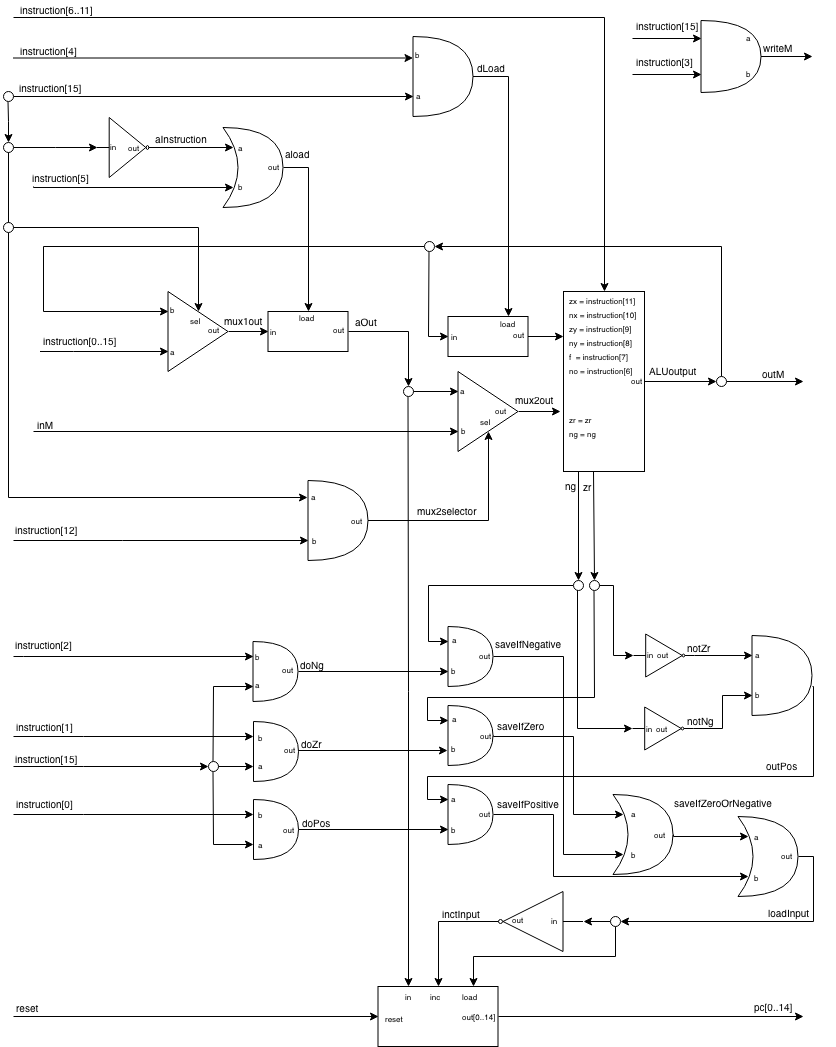 instruction[6..11]
instruction[15]
a
writeM
instruction[3]
b
instruction[4]
b
dLoad
instruction[15]
a
in
out
aInstruction
a
aload
out
instruction[5]
b
b
sel
out
mux1out
instruction[0..15]
a
load
in
out
aOut
load
in
out
zx = instruction[11]
nx = instruction[10]
zy = instruction[9]
ny = instruction[8]
f = instruction[7]
no = instruction[6]
out
ALUoutput
outM
zr = zr
ng = ng
a
out
mux2out
sel
inM
b
a
out
mux2selector
instruction[12]
b
ng
zr
instruction[2]
b
out
doNg
a
a
saveIfNegative
out
b
in
out
notZr
a
b
instruction[1]
b
out
doZr
instruction[15]
a
a
saveIfZero
out
b
in
out
notNg
outPos
instruction[0]
b
out
doPos
a
a
saveIfPositive
out
b
a
out
b
saveIfZeroOrNegative
a
out
b
loadInput
inctInput
out
in
in
inc
load
reset
reset
out[0..14]
pc[0..14]